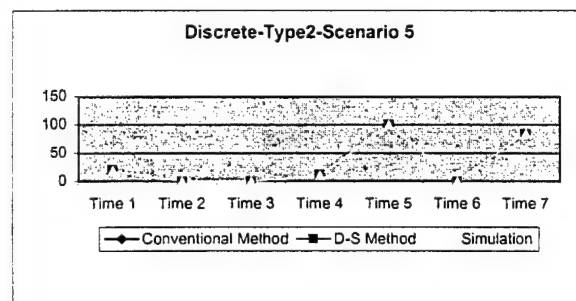 Discrete-Type2-Scenario 5
150
100
50
0
Time 1 Time 2 Time 3 Time 4 Time 5 Time 6 Time 7
Conventional Method D-S Method Simulation